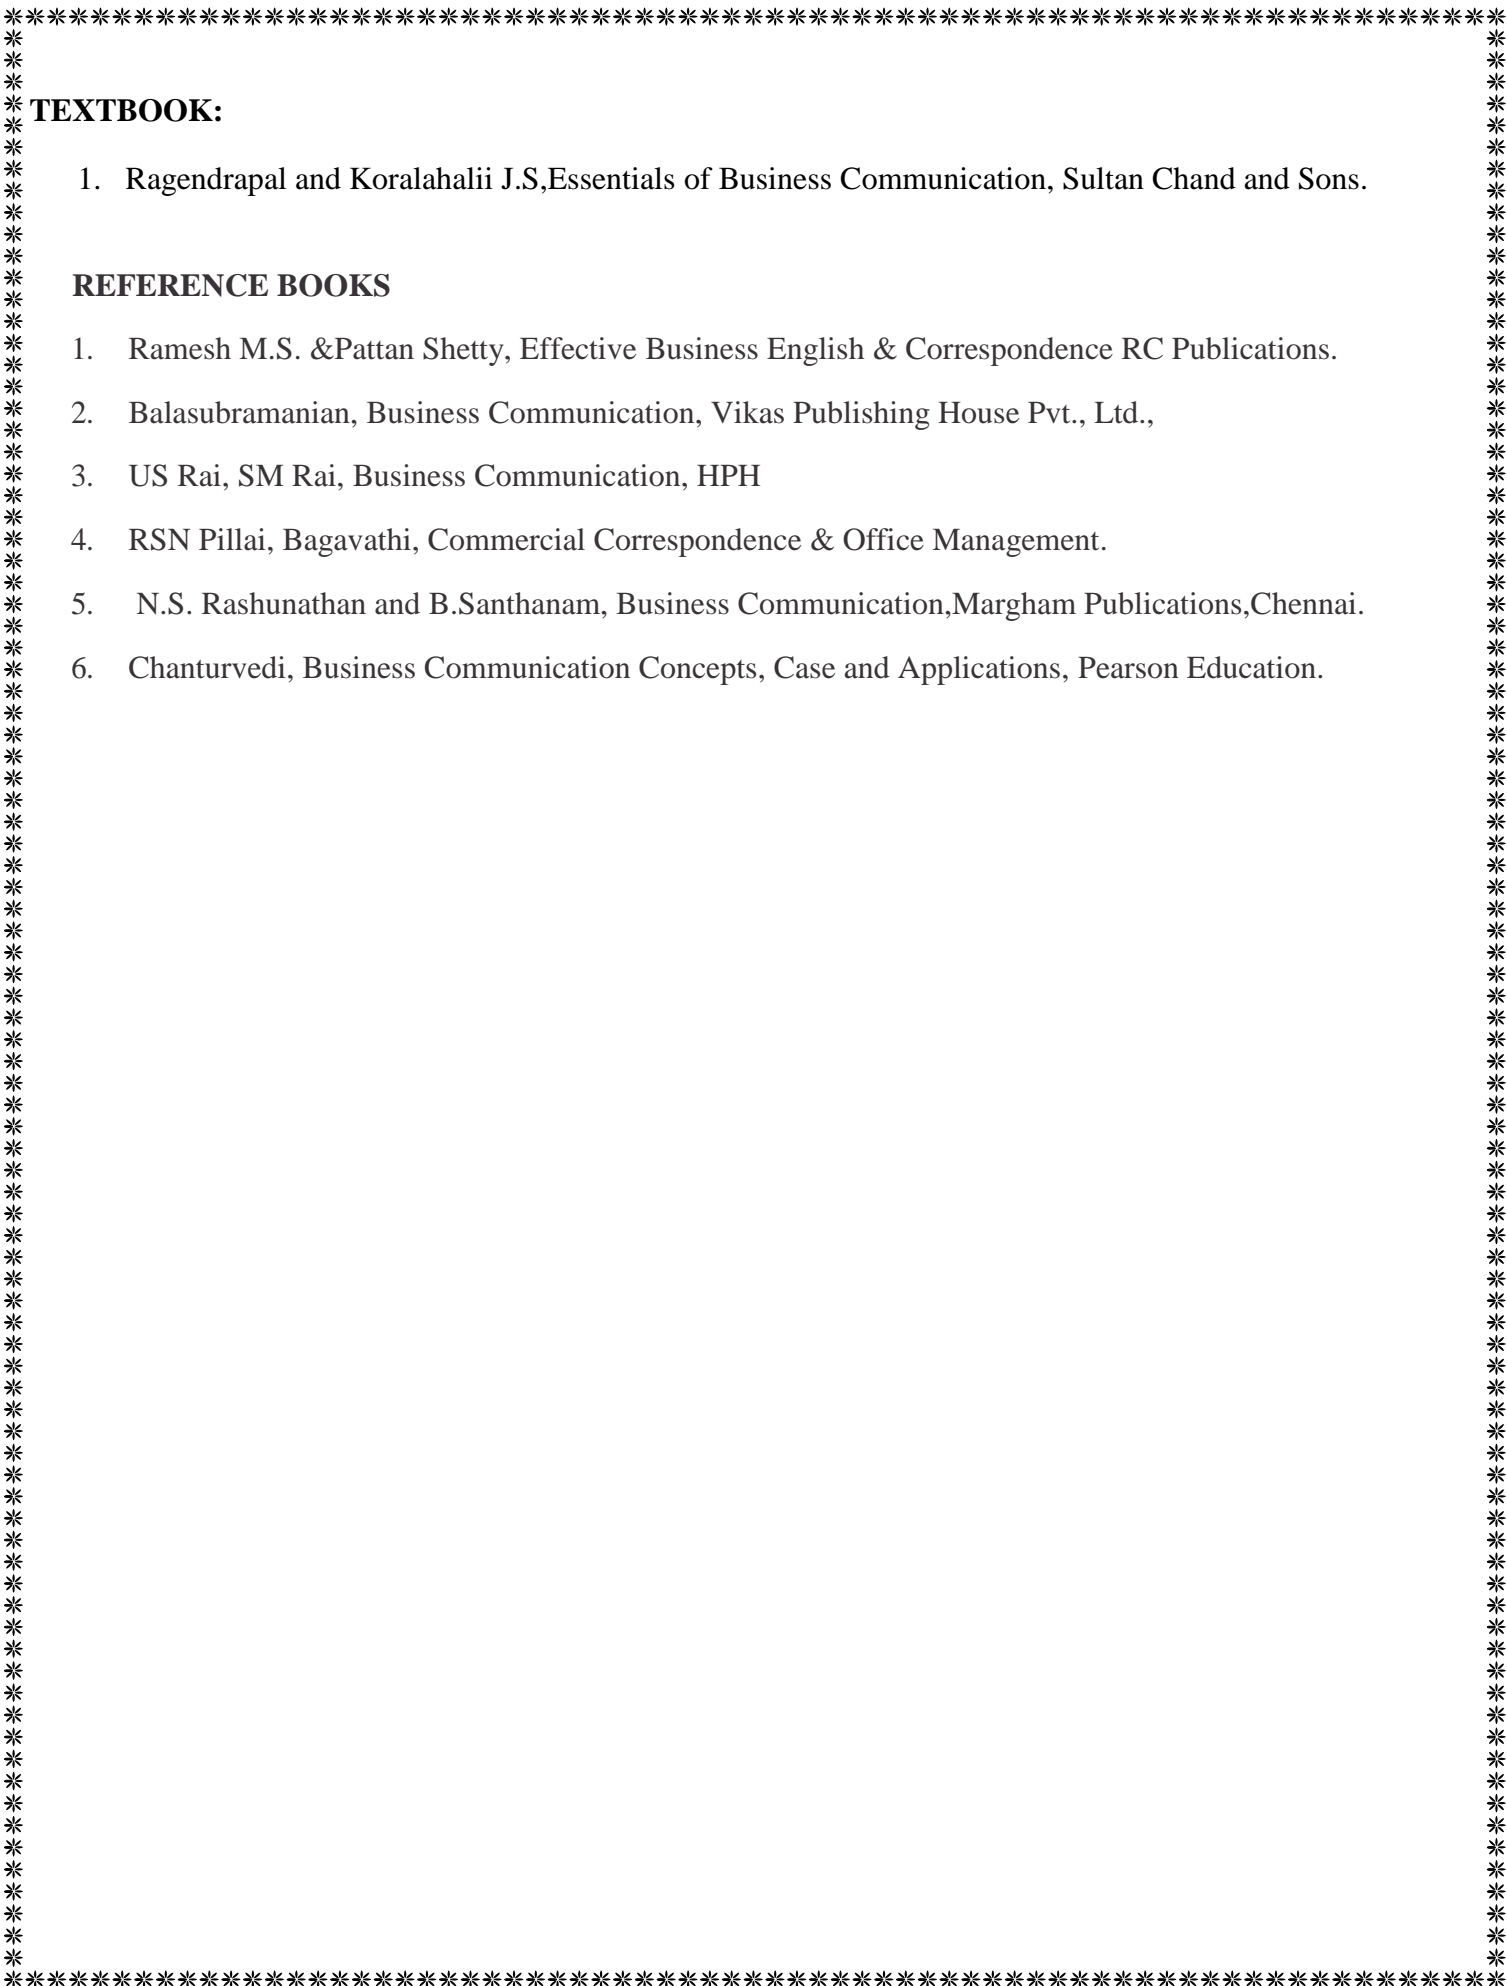 TEXTBOOK:
1. Ragendrapal and Koralahalii J.S,Essentials of Business Communication, Sultan Chand and Sons.
REFERENCE BOOKS
1. Ramesh M.S. &Pattan Shetty, Effective Business English & Correspondence RC Publications.
2. Balasubramanian, Business Communication, Vikas Publishing House Pvt., Ltd.,
3. US Rai, SM Rai, Business Communication, HPH
4. RSN Pillai, Bagavathi, Commercial Correspondence & Office Management.
5. N.S. Rashunathan and B.Santhanam, Business Communication,Margham Publications,Chennai.
6. Chanturvedi, Business Communication Concepts, Case and Applications, Pearson Education.